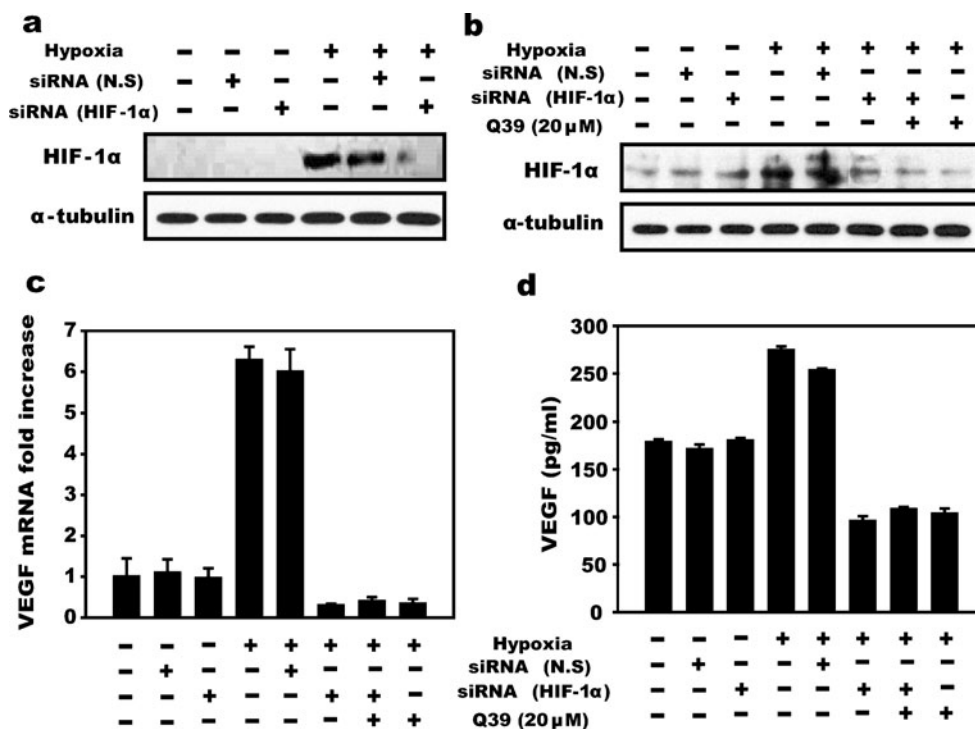 a
Hypoxia – – – + + +
siRNA (N.S) – + – – + –
siRNA (HIF-1α) – – + – – +
HIF-1α
α-tubulin
b
Hypoxia – – – + + + + +
siRNA (N.S) – + – – + – – –
siRNA (HIF-1α) – – + – – + + –
Q39 (20 μM) – – – – – – + +
HIF-1α
α-tubulin
c
VEGF mRNA fold increase
7
6
5
4
3
2
1
0
d
VEGF (pg/ml)
300
250
200
150
100
50
0
– – – + + + + + Hypoxia – – – + + + + +
– + – – + – – – siRNA (N.S) – + – – + – – –
– – + – – + + – siRNA (HIF-1α) – – + – – + + –
– – – – – – + + Q39 (20 μM) – – – – – – + +